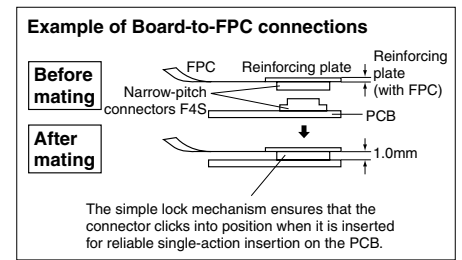 Example of Board-to-FPC connections
Before
mating
FPC
Reinforcing plate
Reinforcing
plate
(with FPC)
Narrow-pitch
connectors F4S
PCB
After
mating
1.0mm
The simple lock mechanism ensures that the
connector clicks into position when it is inserted
for reliable single-action insertion on the PCB.